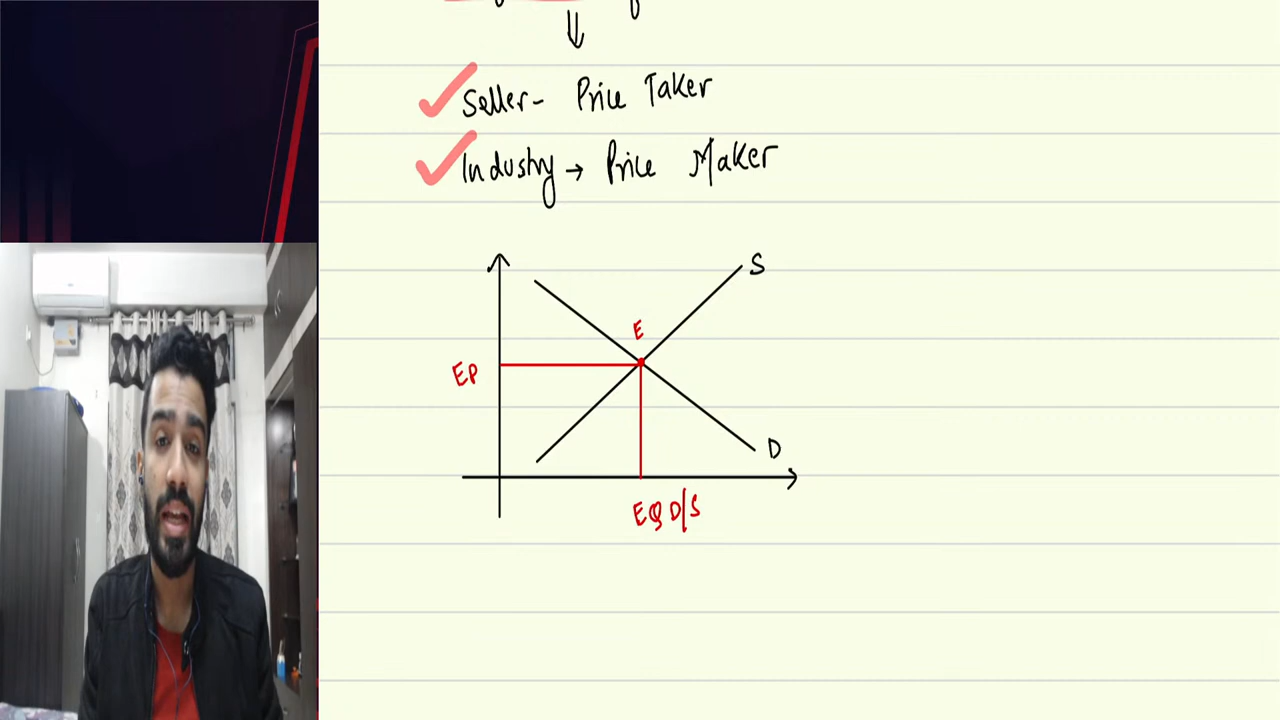 Seller- Price Taker
Industry → Price Maker
S
E
EP
D
EQ D/S